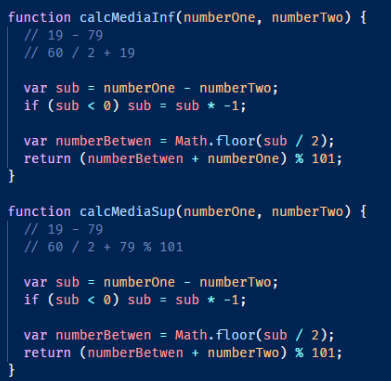 function calcMediaInf(numberOne, numberTwo) {
// 19 - 79
// 60 / 2 + 19
var sub = numberOne - numberTwo;
if (sub < 0) sub = sub * -1;
var numberBetwen = Math.floor(sub / 2);
return (numberBetwen + numberOne) % 101;
}
function calcMediaSup(numberOne, numberTwo) {
// 19 - 79
// 60 / 2 + 79 % 101
var sub = numberOne - numberTwo;
if (sub < 0) sub = sub * -1;
var numberBetwen = Math.floor(sub / 2);
return (numberBetwen + numberTwo) % 101;
}